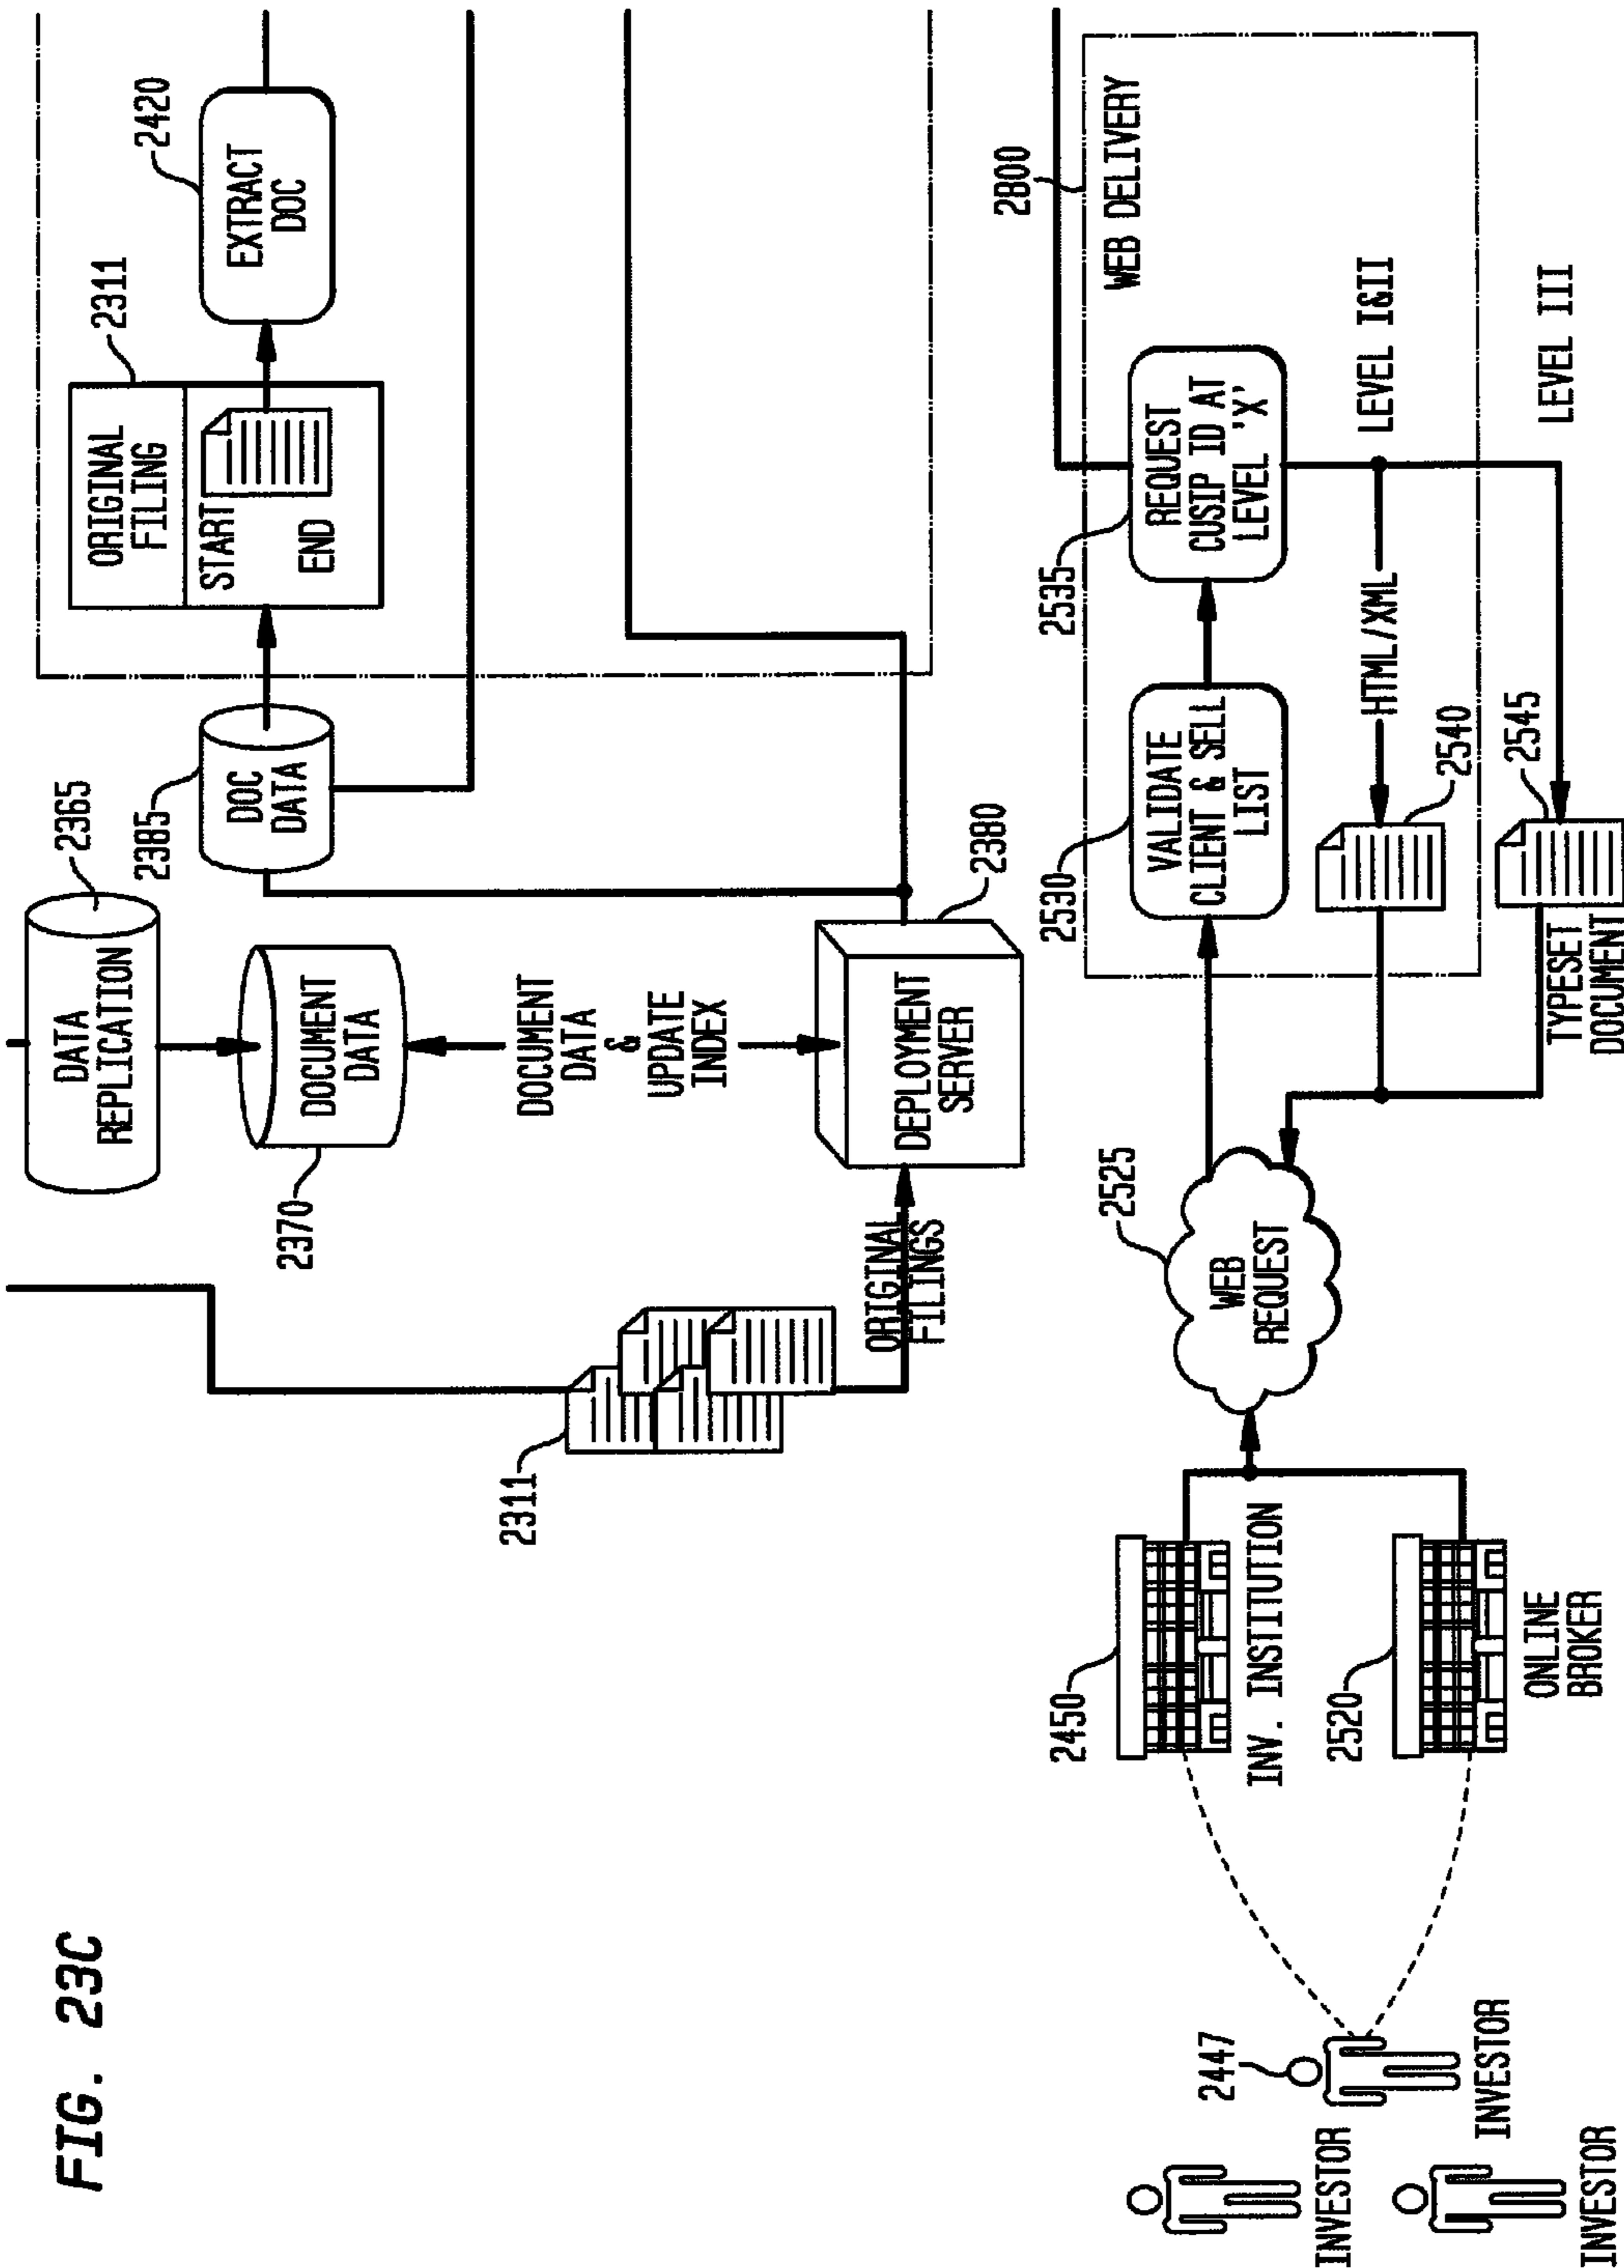 FIG. 23C
2365
DATA
REPLICATION
2370
DOCUMENT
DATA
DOCUMENT
DATA
&
UPDATE
INDEX
2311
ORIGINAL
FILINGS
DEPLOYMENT
SERVER
2380
2385
DOC
DATA
2311
ORIGINAL
FILING
START
END
2420
EXTRACT
DOC
2447
INVESTOR
INVESTOR
INVESTOR
2450
INV. INSTITUTION
2520
ONLINE
BROKER
2525
WEB
REQUEST
2800
WEB DELIVERY
2530
VALIDATE
CLIENT & SELL
LIST
2535
REQUEST
CUSIP ID AT
LEVEL 'X'
HTML/XML
LEVEL I&II
2540
2545
LEVEL III
TYPESET
DOCUMENT